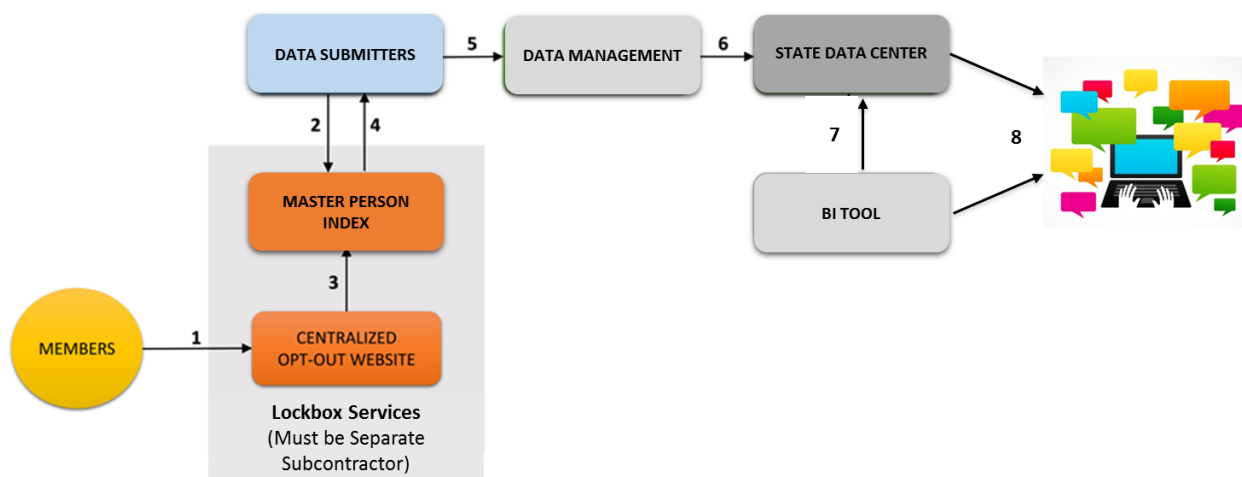 DATA SUBMITTERS
5
DATA MANAGEMENT
6
STATE DATA CENTER
2
4
7
8
MASTER PERSON
INDEX
BI TOOL
3
MEMBERS
1
CENTRALIZED
OPT-OUT WEBSITE
Lockbox Services
(Must be Separate
Subcontractor)